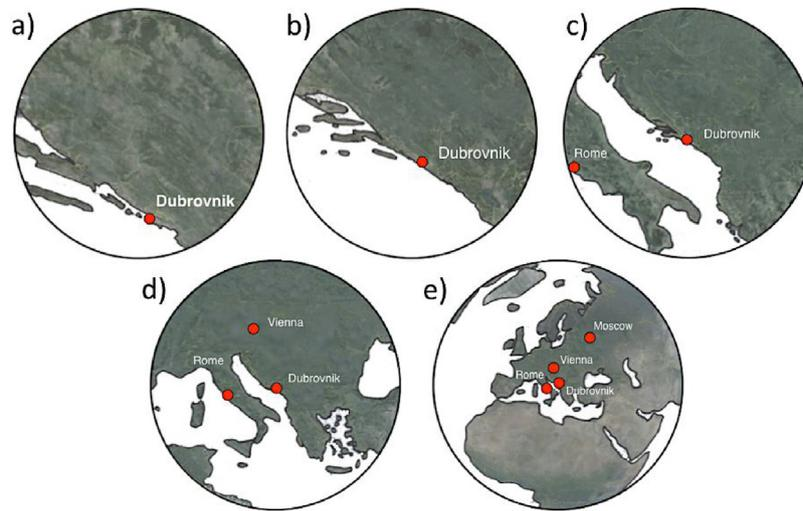 a)
Dubrovnik
b)
Dubrovnik
c)
Dubrovnik
Rome
d)
Vienna
Rome
Dubrovnik
e)
Moscow
Vienna
Rome
Dubrovnik